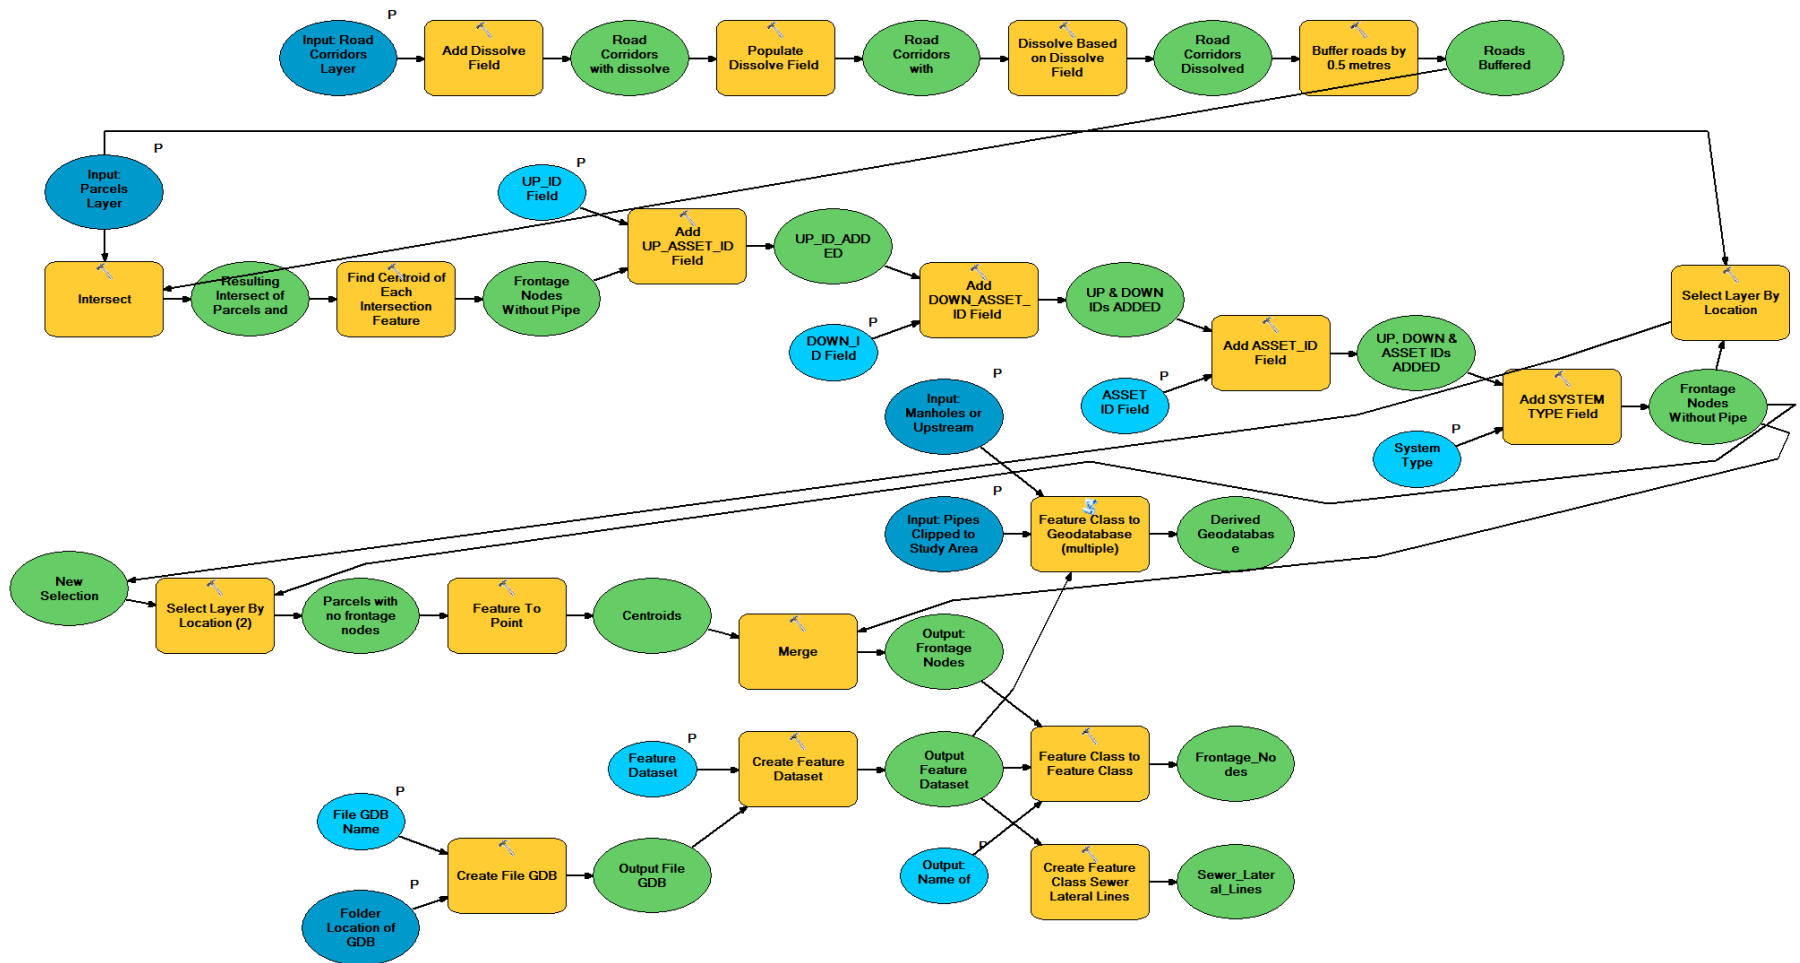 P
Input: Road
Corridors
Layer
Add Dissolve
Field
Road
Corridors
with dissolve
Populate
Dissolve Field
Road
Corridors
with
Dissolve Based
on Dissolve
Field
Road
Corridors
Dissolved
Buffer roads by
0.5 metres
Roads
Buffered
P
Input:
Parcels
Layer
P
UP_ID
Field
Add
UP_ASSET_ID
Field
UP_ID_ADD
ED
Intersect
Resulting
Intersect of
Parcels and
Find Centroid of
Each
Intersection
Feature
Frontage
Nodes
Without Pipe
Add
DOWN_ASSET_
ID Field
UP & DOWN
IDs ADDED
Select Layer By
Location
P
DOWN_I
D Field
Add ASSET_ID
Field
UP, DOWN &
ASSET IDs
ADDED
P
ASSET
ID Field
Add SYSTEM
TYPE Field
Frontage
Nodes
Without Pipe
P
Input:
Manholes or
Upstream
P
System
Type
P
Input: Pipes
Clipped to
Study Area
Feature Class to
Geodatabase
(multiple)
Derived
Geodatabas
e
New
Selection
Select Layer By
Location (2)
Parcels with
no frontage
nodes
Feature To
Point
Centroids
Merge
Output:
Frontage
Nodes
P
Feature
Dataset
Create Feature
Dataset
Output
Feature
Dataset
Feature Class to
Feature Class
Frontage_No
des
P
File GDB
Name
Create File GDB
Output File
GDB
P
Output:
Name of
Create Feature
Class Sewer
Lateral Lines
Sewer_Later
al_Lines
P
Folder
Location of
GDB